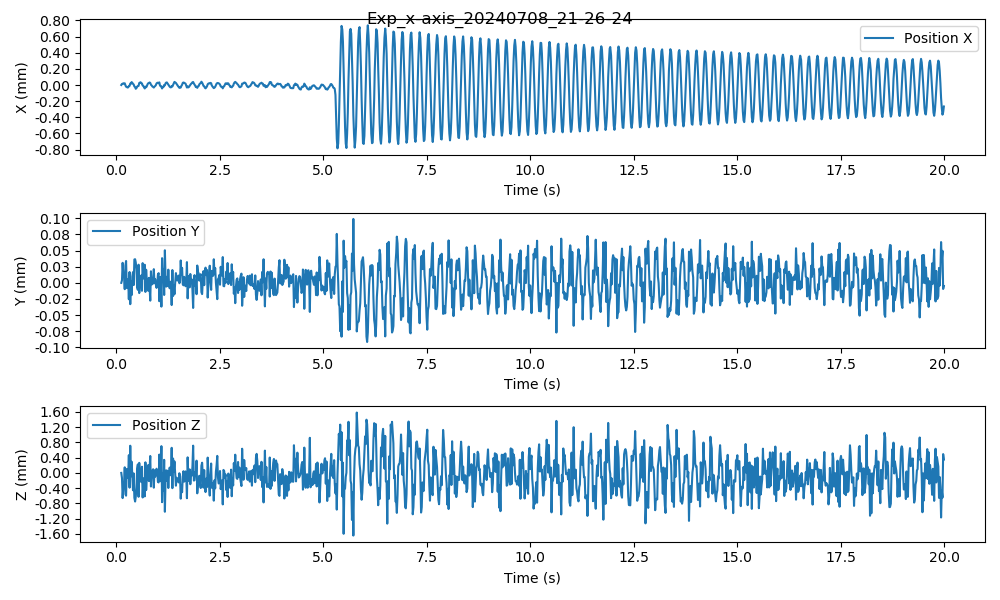 Exp_x-axis_20240708_21-26-24
0.80
0.60
0.40
0.20
0.00
-0.20
-0.40
-0.60
-0.80
X (mm)
Position X
0.0 2.5 5.0 7.5 10.0 12.5 15.0 17.5 20.0
Time (s)
0.10
0.08
0.05
0.03
0.00
-0.02
-0.05
-0.08
-0.10
Y (mm)
Position Y
0.0 2.5 5.0 7.5 10.0 12.5 15.0 17.5 20.0
Time (s)
1.60
1.20
0.80
0.40
0.00
-0.40
-0.80
-1.20
-1.60
Z (mm)
Position Z
0.0 2.5 5.0 7.5 10.0 12.5 15.0 17.5 20.0
Time (s)